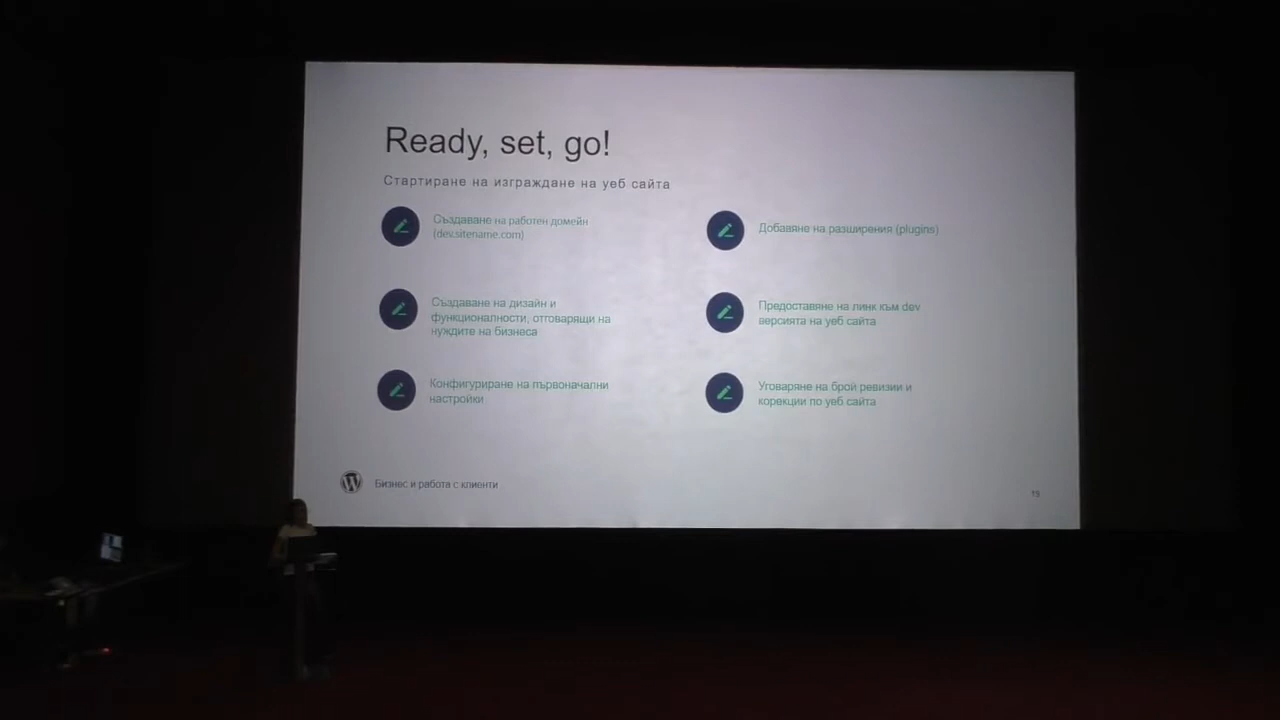 Ready, set, go!
Стартиране на изграждане на уеб сайта
Създаване на работен домейн
(dev.sitename.com)
Създаване на дизайн и
функционалности, отговарящи на
нуждите на бизнеса
Конфигуриране на първоначални
настройки
Добавяне на разширения (plugins)
Предоставяне на линк към dev
версията на уеб сайта
Уговаряне на брой ревизии и
корекции по уеб сайта
Бизнес и работа с клиенти